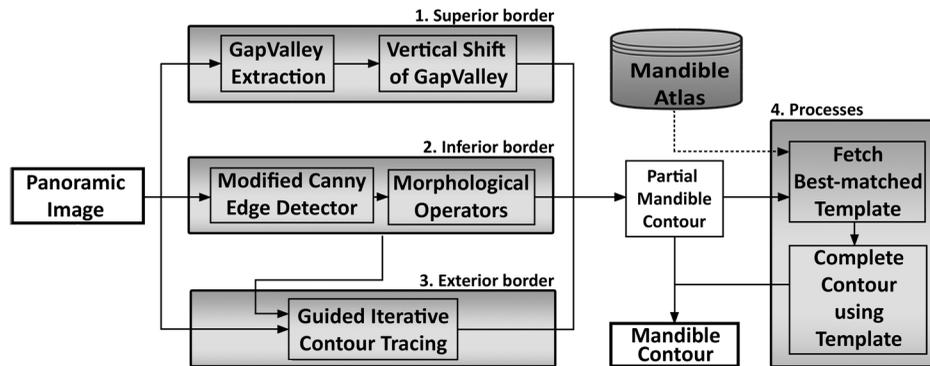 1. Superior border
GapValley
Extraction
Vertical Shift
of GapValley
Mandible
Atlas
4. Processes
2. Inferior border
Panoramic
Image
Modified Canny
Edge Detector
Morphological
Operators
Partial
Mandible
Contour
Fetch
Best-matched
Template
3. Exterior border
Guided Iterative
Contour Tracing
Complete
Contour
using
Template
Mandible
Contour